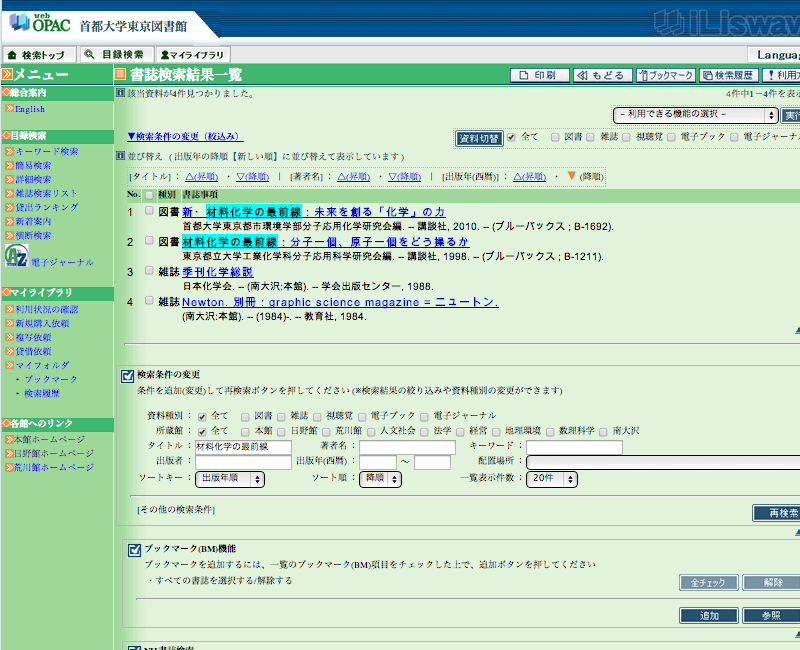 web OPAC 首都大学東京図書館
iLiswave
検索トップ 目録検索 マイライブラリ
Langua
メニュー
書誌検索結果一覧
印刷 もどる ブックマーク 検索履歴 利用
総合案内
English
該当資料が4件見つかりました。
4件中1－4件を表示
－利用できる機能の選択－ 実行
目録検索
キーワード検索
簡易検索
詳細検索
雑誌検索リスト
貸出ランキング
新着案内
横断検索
電子ジャーナル
▼検索条件の変更（絞込み）
資料切替 全て 図書 雑誌 視聴覚 電子ブック 電子ジャーナ
並び替え（出版年の降順【新しい順】に並び替えて表示しています）
[タイトル]： △(昇順) ・ ▽(降順) | [著者名]： △(昇順) ・ ▽(降順) | [出版年(西暦)]： △(昇順) ・ ▼(降順)
No. 種別 書誌事項
1 図書 新・材料化学の最前線 : 未来を創る「化学」の力
首都大学東京都市環境学部分子応用化学研究会編. -- 講談社, 2010. -- (ブルーバックス ; B-1692).
2 図書 材料化学の最前線 : 分子一個、原子一個をどう操るか
東京都立大学工業化学科分子応用科学研究会編. -- 講談社, 1998. -- (ブルーバックス ; B-1211).
3 雑誌 季刊化学総説
日本化学会. -- (南大沢:本館). -- 学会出版センター, 1988.
4 雑誌 Newton. 別冊 : graphic science magazine = ニュートン.
(南大沢:本館). -- (1984)-. -- 教育社, 1984.
マイライブラリ
利用状況の確認
新規購入依頼
複写依頼
貸借依頼
マイフォルダ
・ ブックマーク
・ 検索履歴
各館へのリンク
本館ホームページ
日野館ホームページ
荒川館ホームページ
検索条件の変更
条件を追加(変更)して再検索ボタンを押してください (※検索結果の絞り込みや資料種別の変更ができます)
資料種別： 全て 図書 雑誌 視聴覚 電子ブック 電子ジャーナル
所蔵館： 全て 本館 日野館 荒川館 人文社会 法学 経営 地理環境 数理科学 南大沢
タイトル： 材料化学の最前線 著者名： キーワード：
出版者： 出版年(西暦)： ～ 配置場所：
ソートキー： 出版年順 ソート順： 降順 一覧表示件数： 20件
[その他の検索条件]
再検索
ブックマーク(BM)機能
ブックマークを追加するには、一覧のブックマーク(BM)項目をチェックした上で、追加ボタンを押してください
・すべての書誌を選択する/解除する
全チェック 解除
追加 参照